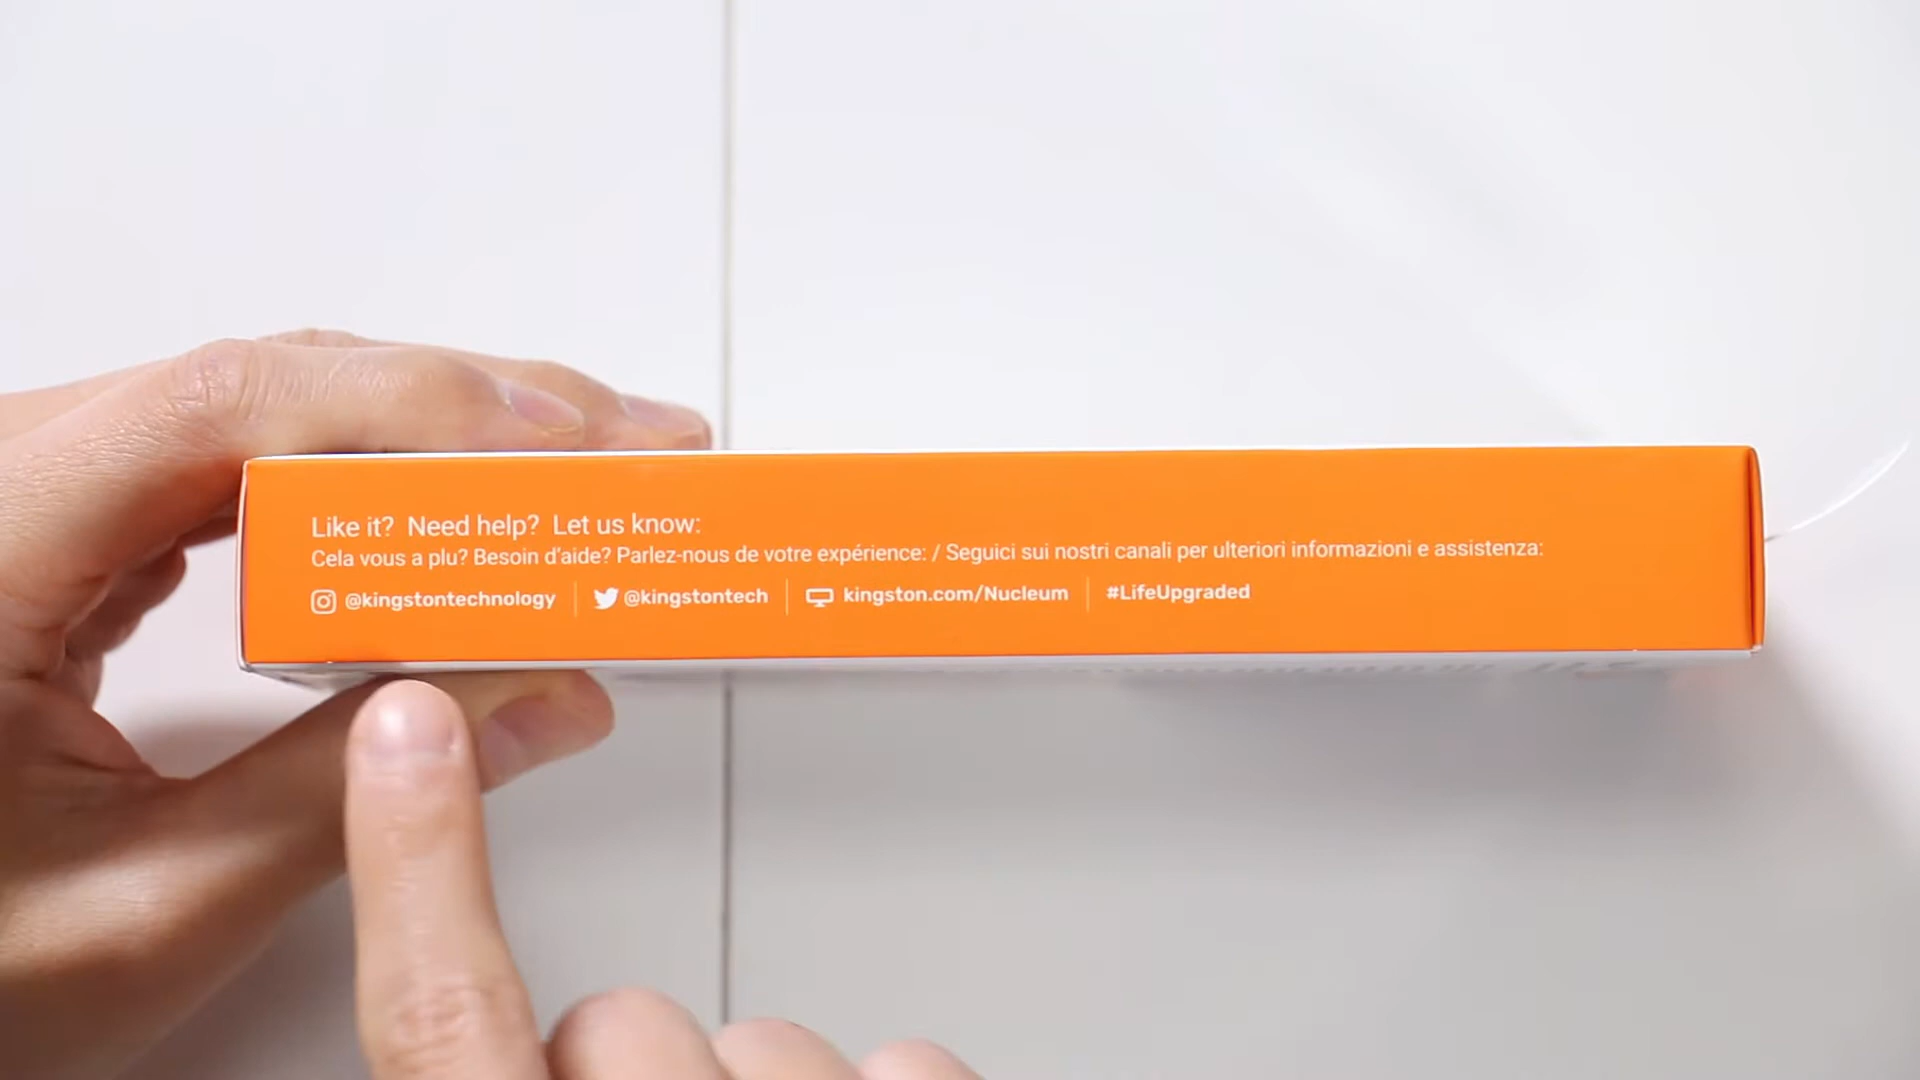 Like it? Need help? Let us know:
Cela vous a plu? Besoin d'aide? Parlez-nous de votre expérience: / Seguici sui nostri canali per ulteriori informazioni e assistenza:
@kingstontechnology @kingstontech kingston.com/Nucleum #LifeUpgraded